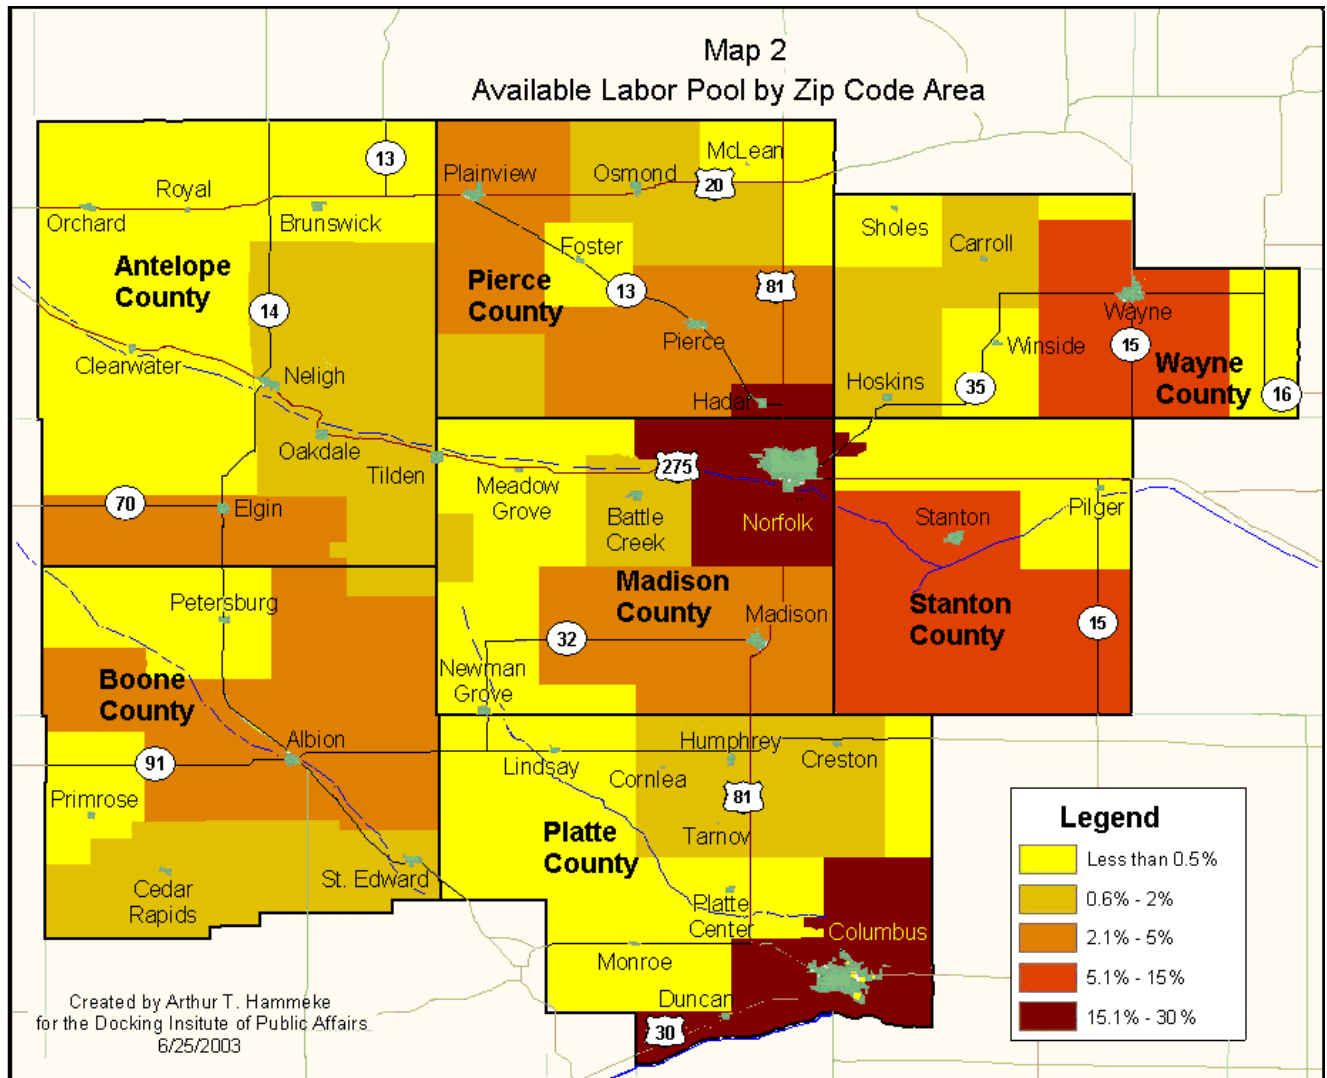 Map 2
Available Labor Pool by Zip Code Area
13
Royal
Orchard
Brunswick
Antelope
County
14
Clearwater
Neligh
Oakdale
Tilden
70
Elgin
Plainview
Osmond
McLean
20
Foster
Pierce
County
13
81
Pierce
Hadar
Sholes
Carroll
Wayne
Winside
15
Wayne
County
Hoskins
35
16
275
Meadow
Grove
Battle
Creek
Norfolk
Madison
County
Madison
32
Newman
Grove
Stanton
Pilger
Stanton
County
15
Petersburg
Boone
County
Albion
91
Primrose
Cedar
Rapids
St. Edward
Humphrey
Creston
Lindsay
Cornlea
81
Tarnov
Platte
County
Platte
Center
Columbus
Monroe
Duncan
30
Legend
Less than 0.5%
0.6% - 2%
2.1% - 5%
5.1% - 15%
15.1% - 30%
Created by Arthur T. Hammeke
for the Docking Insitute of Public Affairs
6/25/2003